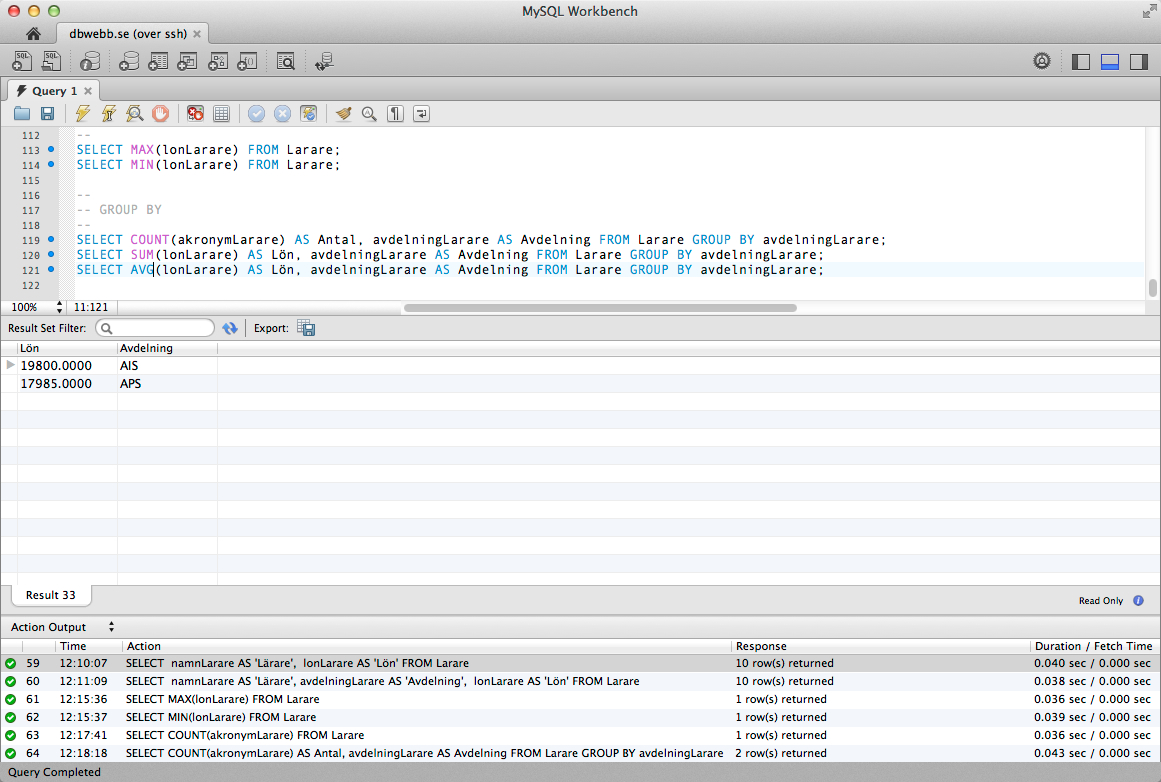 MySQL Workbench
dbwebb.se (over ssh)
Query 1
112 --
113 SELECT MAX(lonLarare) FROM Larare;
114 SELECT MIN(lonLarare) FROM Larare;
115
116 --
117 -- GROUP BY
118 --
119 SELECT COUNT(akronymLarare) AS Antal, avdelningLarare AS Avdelning FROM Larare GROUP BY avdelningLarare;
120 SELECT SUM(lonLarare) AS Lön, avdelningLarare AS Avdelning FROM Larare GROUP BY avdelningLarare;
121 SELECT AVG(lonLarare) AS Lön, avdelningLarare AS Avdelning FROM Larare GROUP BY avdelningLarare;
122
100% 11:121
Result Set Filter: Export:
Lön Avdelning
19800.0000 AIS
17985.0000 APS
Result 33
Read Only
Action Output
Time Action Response Duration / Fetch Time
59 12:10:07 SELECT namnLarare AS 'Lärare', lonLarare AS 'Lön' FROM Larare 10 row(s) returned 0.040 sec / 0.000 sec
60 12:11:09 SELECT namnLarare AS 'Lärare', avdelningLarare AS 'Avdelning', lonLarare AS 'Lön' FROM Larare 10 row(s) returned 0.038 sec / 0.000 sec
61 12:15:36 SELECT MAX(lonLarare) FROM Larare 1 row(s) returned 0.036 sec / 0.000 sec
62 12:15:37 SELECT MIN(lonLarare) FROM Larare 1 row(s) returned 0.039 sec / 0.000 sec
63 12:17:41 SELECT COUNT(akronymLarare) FROM Larare 1 row(s) returned 0.036 sec / 0.000 sec
64 12:18:18 SELECT COUNT(akronymLarare) AS Antal, avdelningLarare AS Avdelning FROM Larare GROUP BY avdelningLarare 2 row(s) returned 0.043 sec / 0.000 sec
Query Completed